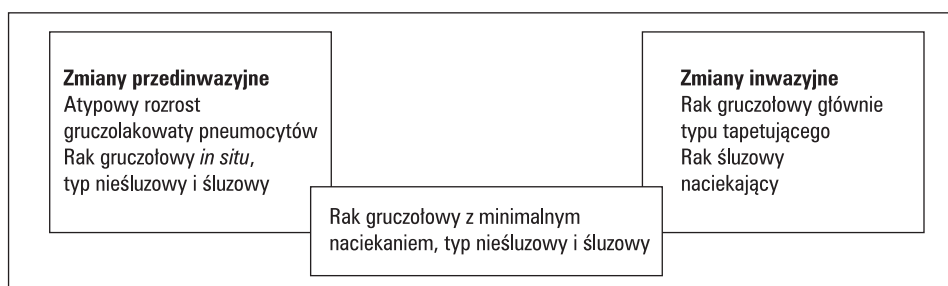 Zmiany przedinwazyjne
Atypowy rozrost
gruczolakowaty pneumocytów
Rak gruczołowy in situ,
typ nieśluzowy i śluzowy
Zmiany inwazyjne
Rak gruczołowy głównie
typu tapetującego
Rak śluzowy
naciekający
Rak gruczołowy z minimalnym
naciekaniem, typ nieśluzowy i śluzowy